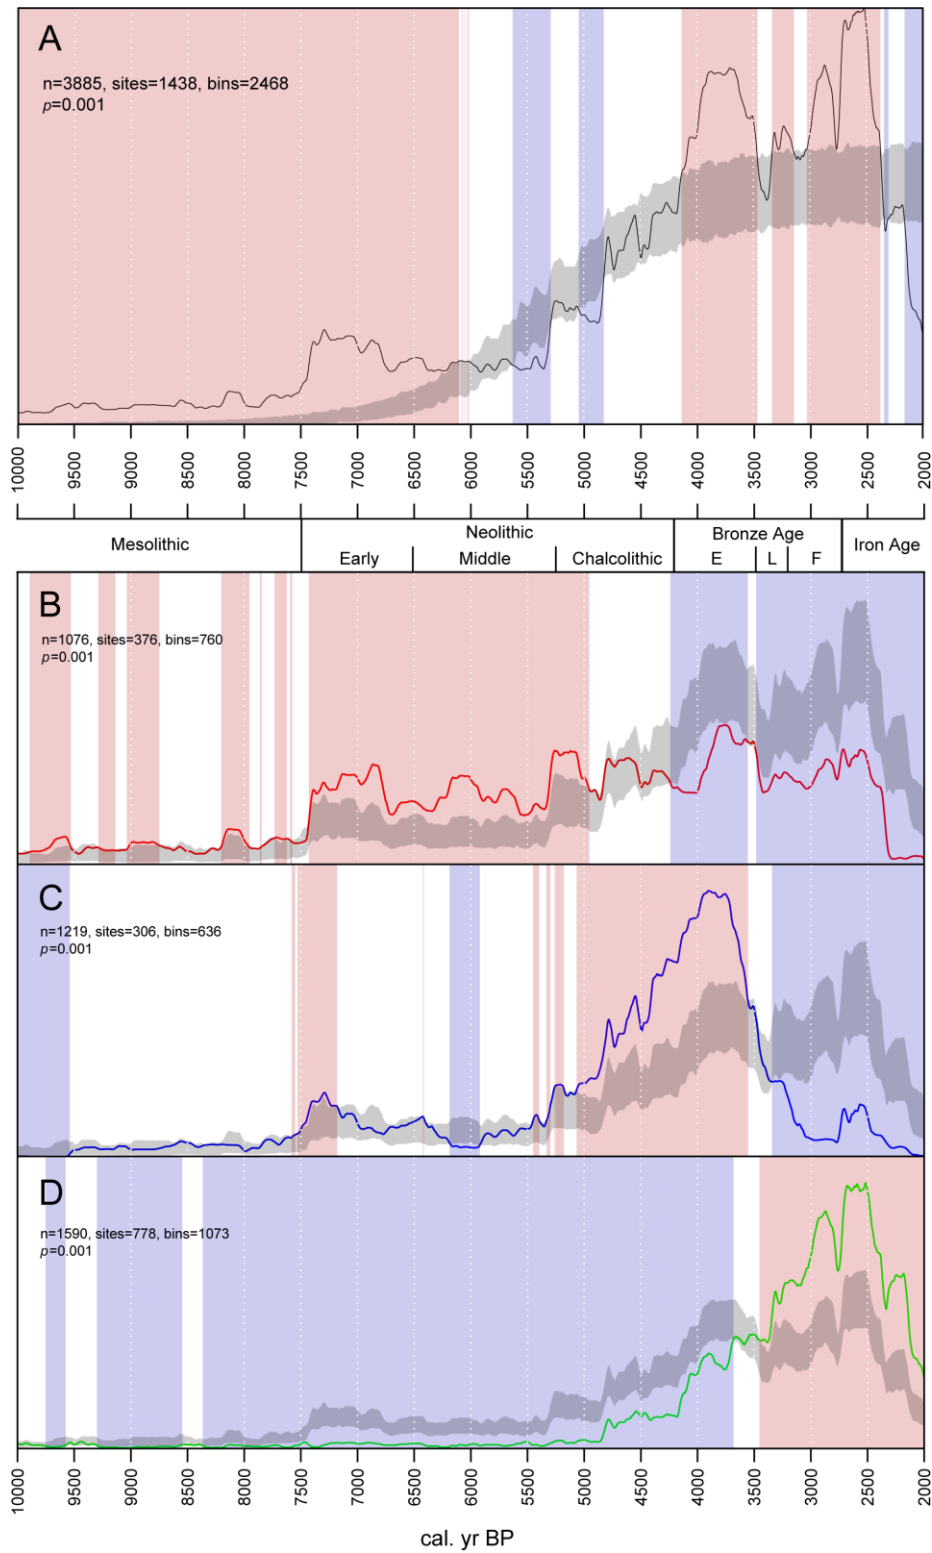 A
n=3885, sites=1438, bins=2468
p=0.001
10000 9500 9000 8500 8000 7500 7000 6500 6000 5500 5000 4500 4000 3500 3000 2500 2000
Mesolithic Neolithic Bronze Age Iron Age
Early Middle Chalcolithic E L F
B
n=1076, sites=376, bins=760
p=0.001
C
n=1219, sites=306, bins=636
p=0.001
D
n=1590, sites=778, bins=1073
p=0.001
10000 9500 9000 8500 8000 7500 7000 6500 6000 5500 5000 4500 4000 3500 3000 2500 2000
cal. yr BP